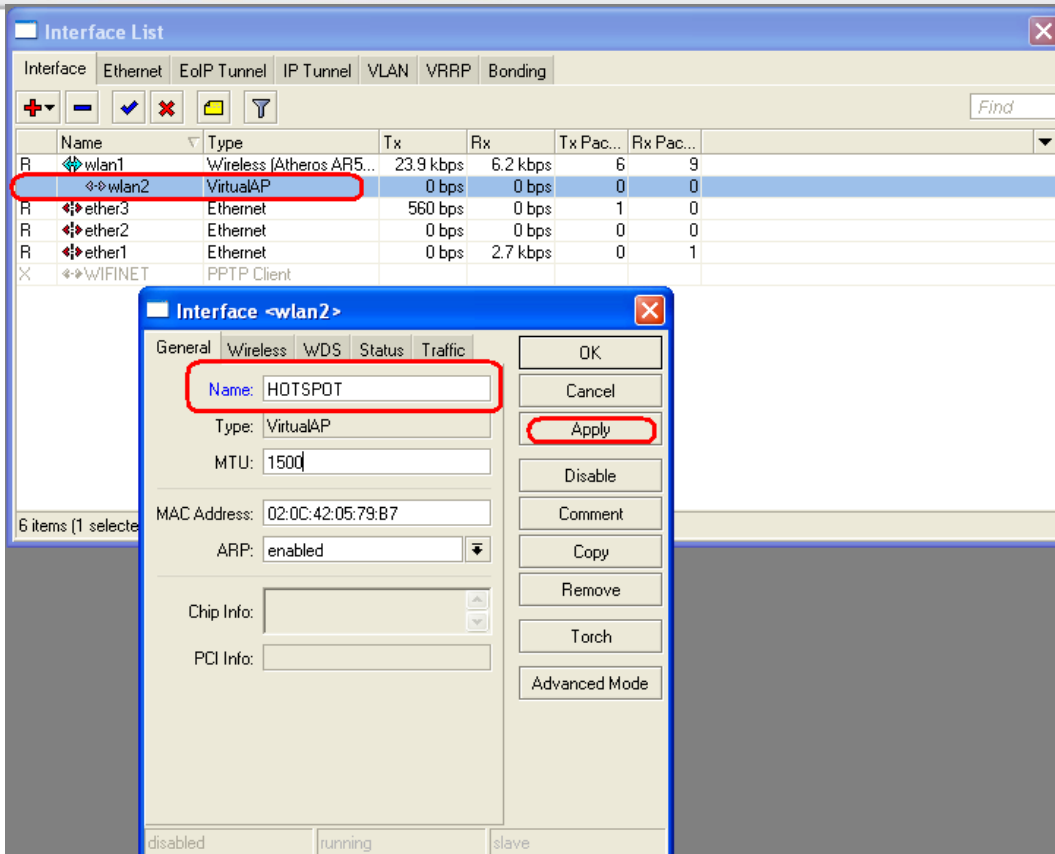 Interface List
Interface Ethernet EoIP Tunnel IP Tunnel VLAN VRRP Bonding
Find
Name Type Tx Rx Tx Pac... Rx Pac...
R wlan1 Wireless (Atheros AR5... 23.9 kbps 6.2 kbps 6 9
wlan2 VirtualAP 0 bps 0 bps 0 0
R ether3 Ethernet 560 bps 0 bps 1 0
R ether2 Ethernet 0 bps 0 bps 0 0
R ether1 Ethernet 0 bps 2.7 kbps 0 1
X WIFINET PPTP Client
6 items (1 selecte
Interface <wlan2>
General Wireless WDS Status Traffic
Name: HOTSPOT
Type: VirtualAP
MTU: 1500
MAC Address: 02:0C:42:05:79:B7
ARP: enabled
Chip Info:
PCI Info:
OK
Cancel
Apply
Disable
Comment
Copy
Remove
Torch
Advanced Mode
disabled running slave